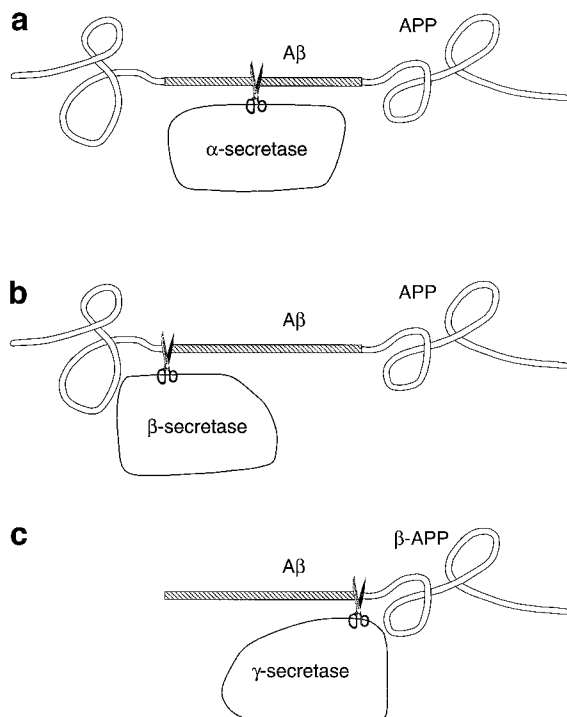 a
Aβ
APP
α-secretase
b
Aβ
APP
β-secretase
c
Aβ
β-APP
γ-secretase